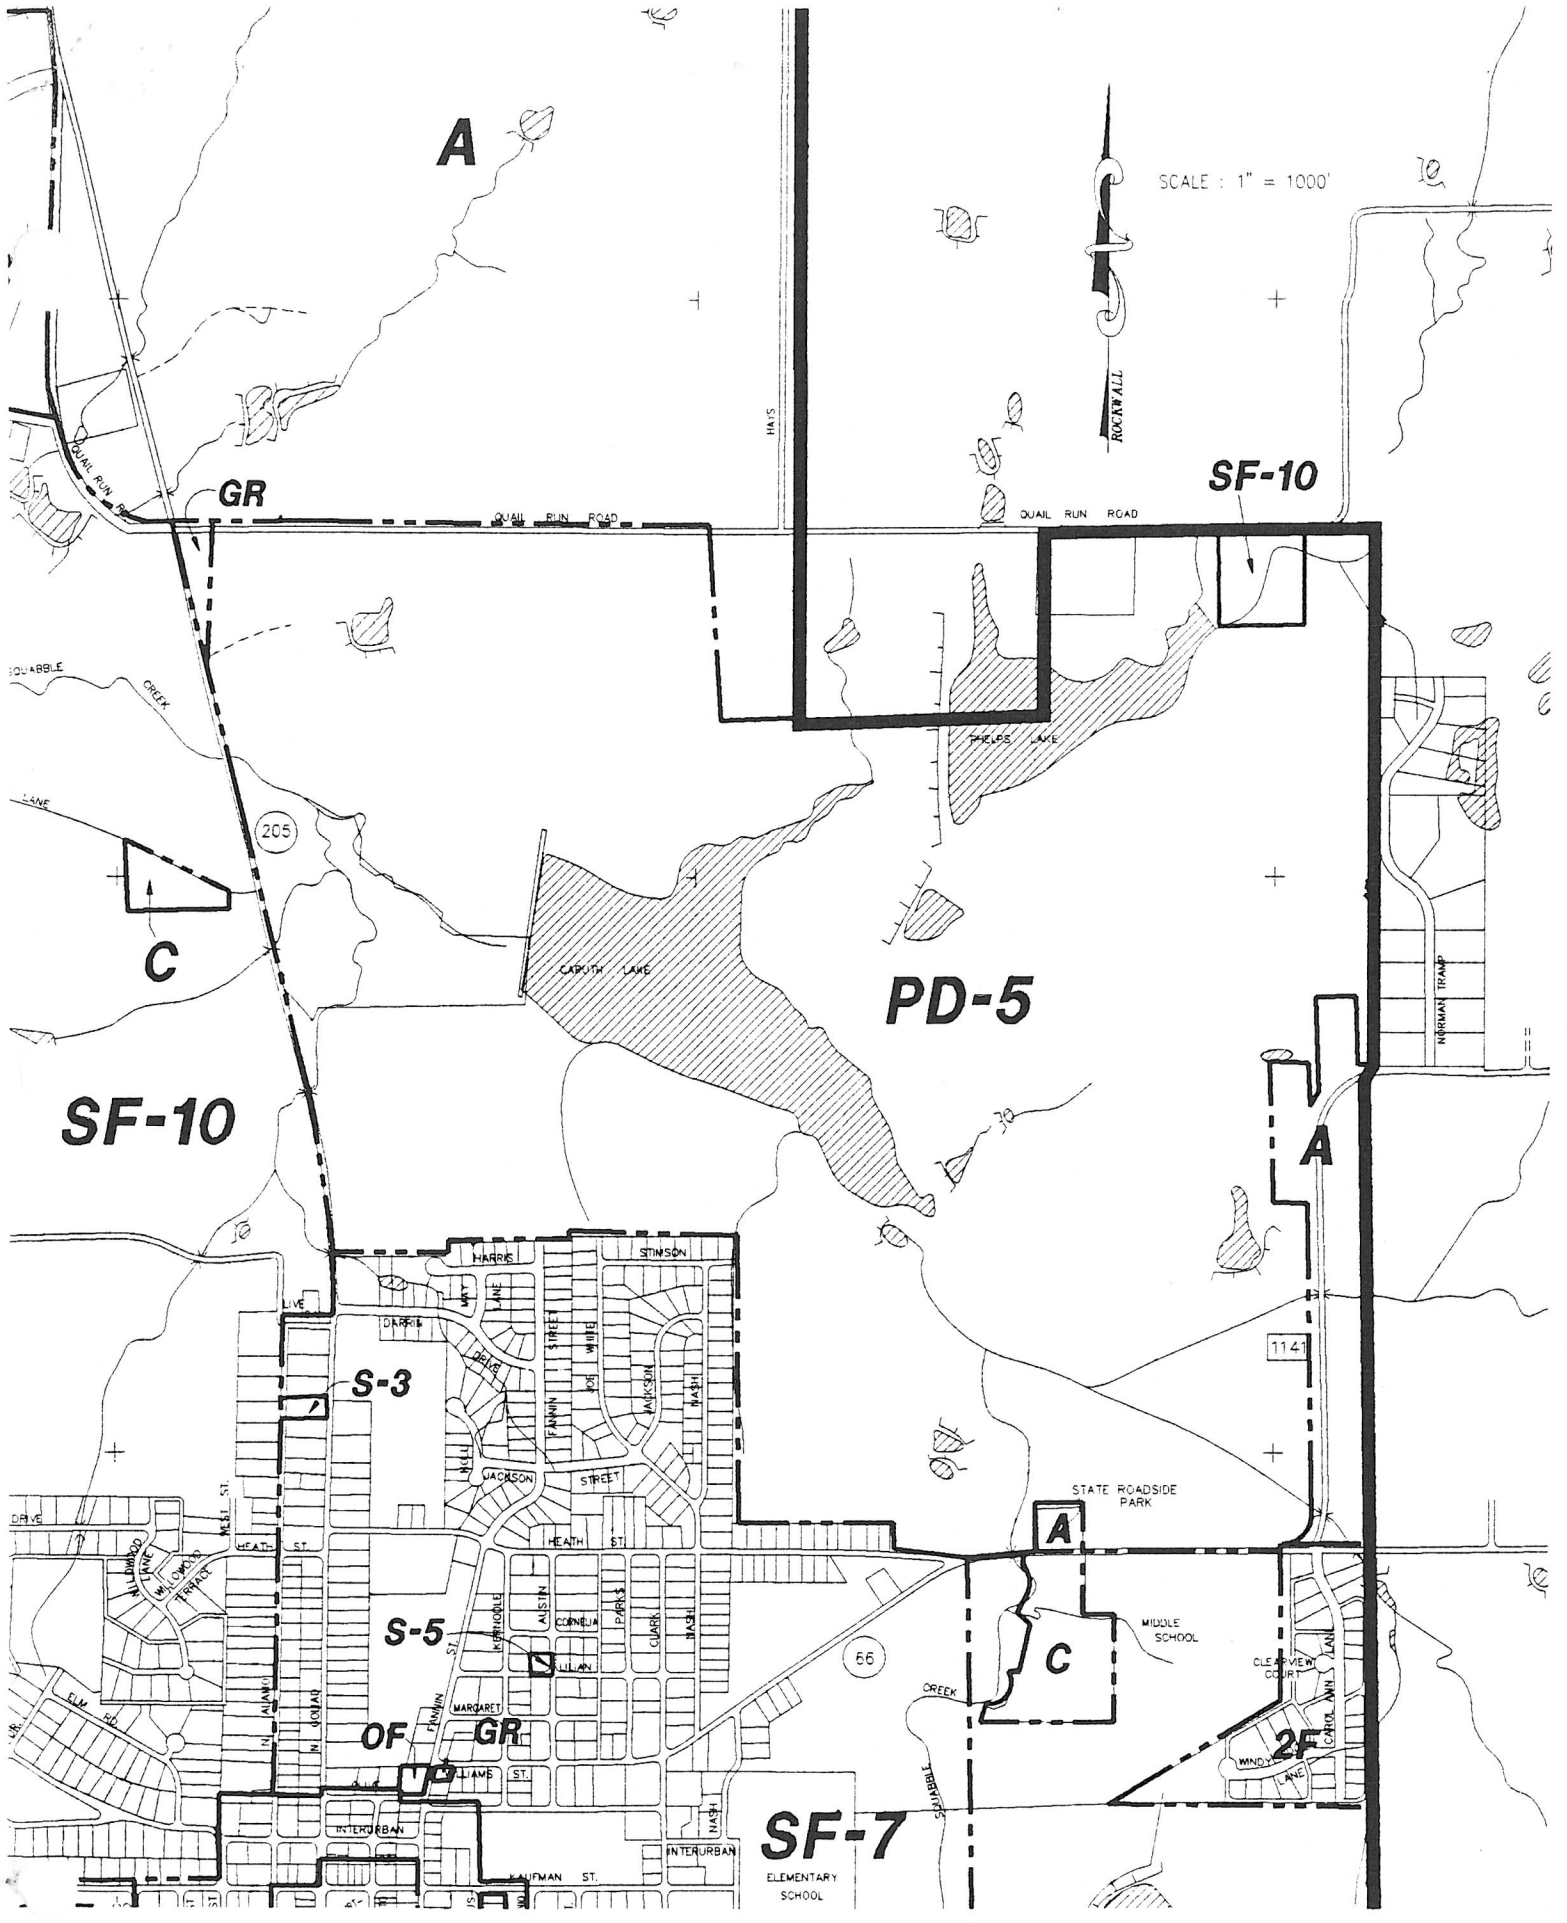 A
SCALE : 1" = 1000'
ROCKWALL
HAYS
QUAIL RUN
GR
SF-10
QUAIL RUN ROAD
QUAIL RUN ROAD
SQUABBLE
CREEK
PHELPS LAKE
LANE
205
C
CARUTH LAKE
PD-5
NORMAN TRAMP
SF-10
A
HARRIS
STIMSON
MAY
LANE
LIVE
DARRIN
DRIVE
STREET
FANNIN
WHITE
JOE
JACKSON
NASH
1141
S-3
HOLLI
JACKSON
STREET
STATE ROADSIDE
PARK
A
DRIVE
WEST ST.
HEATH ST.
HEATH ST.
WILDWOOD
LANE
WILLOWOOD
TERRACE
KERNODLE
AUSTIN
CORNELIA
PARKS
CLARK
NASH
MIDDLE
SCHOOL
S-5
ST.
LILLIAN
66
C
CLEARVIEW
COURT
CAROL ANN LANE
CREEK
SQUABBLE
ELM
RD.
DR.
N. ALAMO
N. GOLIAD
FANNIN
MARGARET
OF
GR
WILLIAMS ST.
2F
WINDY
LANE
NASH
SF-7
INTERURBAN
INTERURBAN
KAUFMAN ST.
ELEMENTARY
SCHOOL